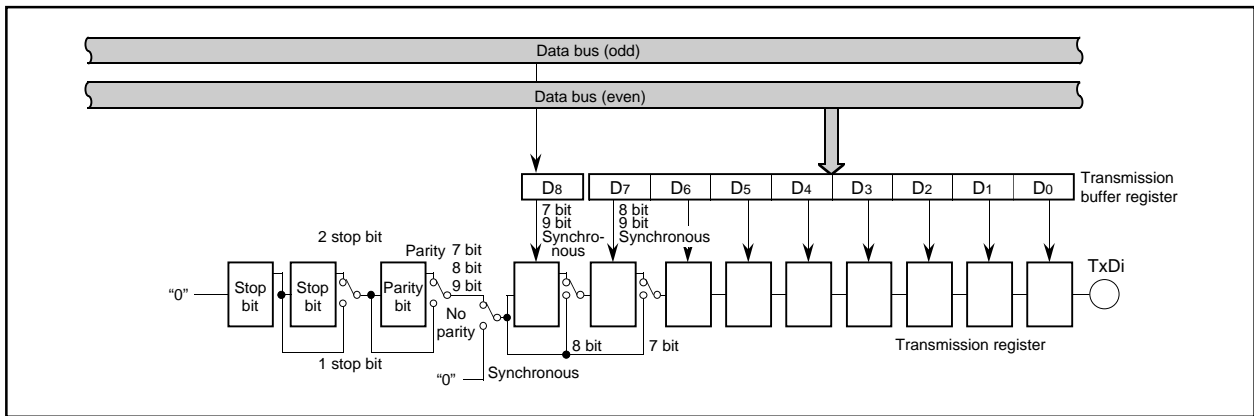 Data bus (odd)
Data bus (even)
D8 D7 D6 D5 D4 D3 D2 D1 D0
Transmission
buffer register
7 bit
9 bit
Synchro-
nous
8 bit
9 bit
Synchronous
2 stop bit
Parity
7 bit
8 bit
9 bit
TxDi
"0"
Stop
bit
Stop
bit
Parity
bit
No
parity
1 stop bit
8 bit
7 bit
Transmission register
"0"
Synchronous